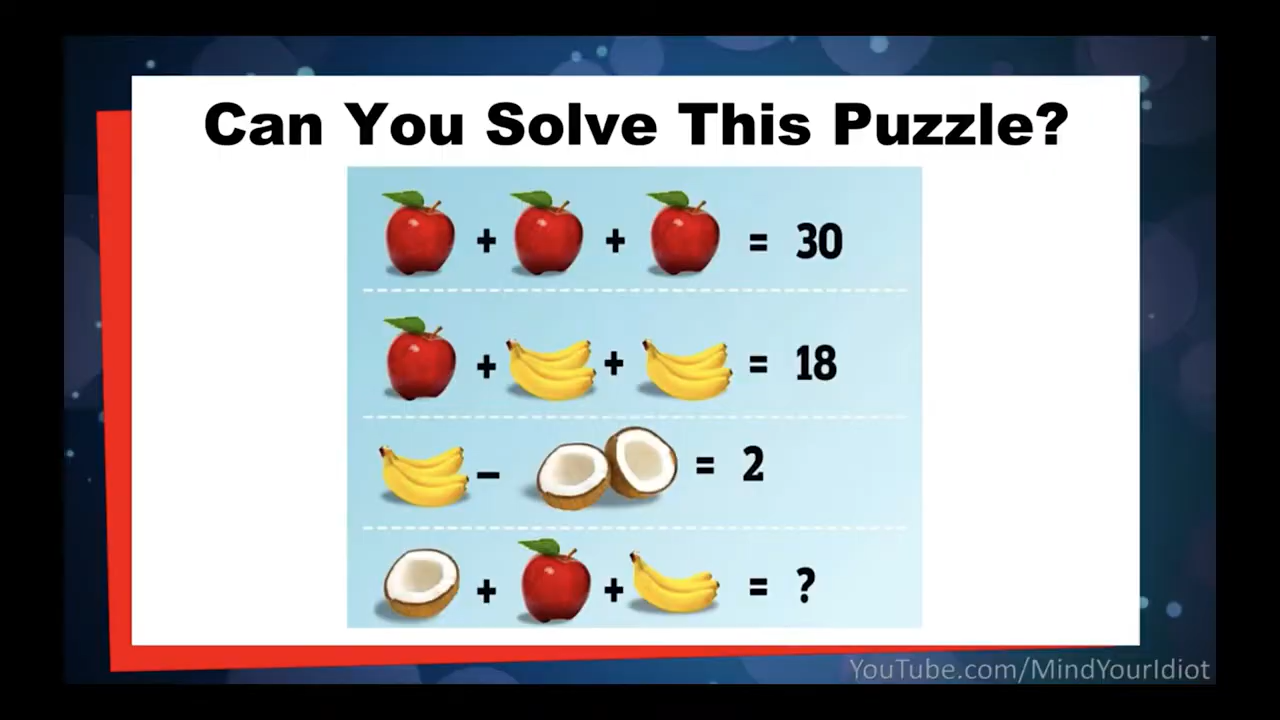 Can You Solve This Puzzle?
+ + = 30
+ + = 18
– = 2
+ + = ?
YouTube.com/MindYourIdiot